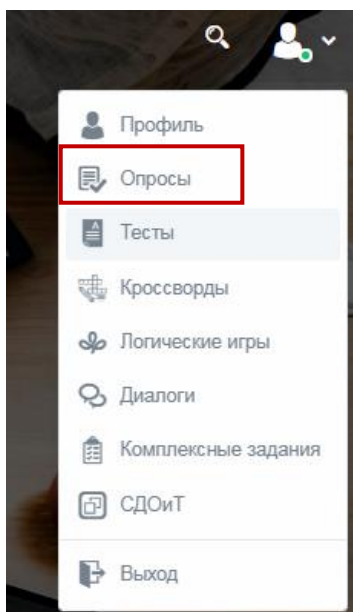 Профиль
Опросы
Тесты
Кроссворды
Логические игры
Диалоги
Комплексные задания
СДОиТ
Выход